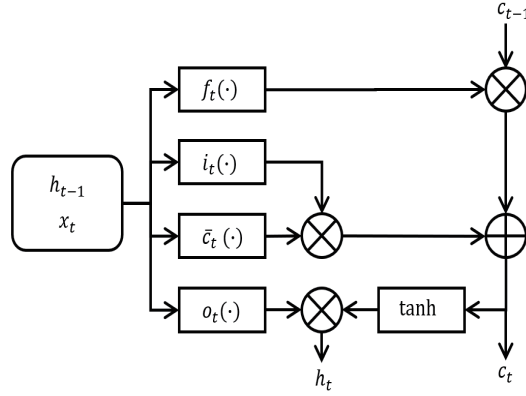 c_{t-1}
f_t(·)
i_t(·)
h_{t-1}
x_t
c̄_t (·)
o_t(·)
tanh
h_t
c_t